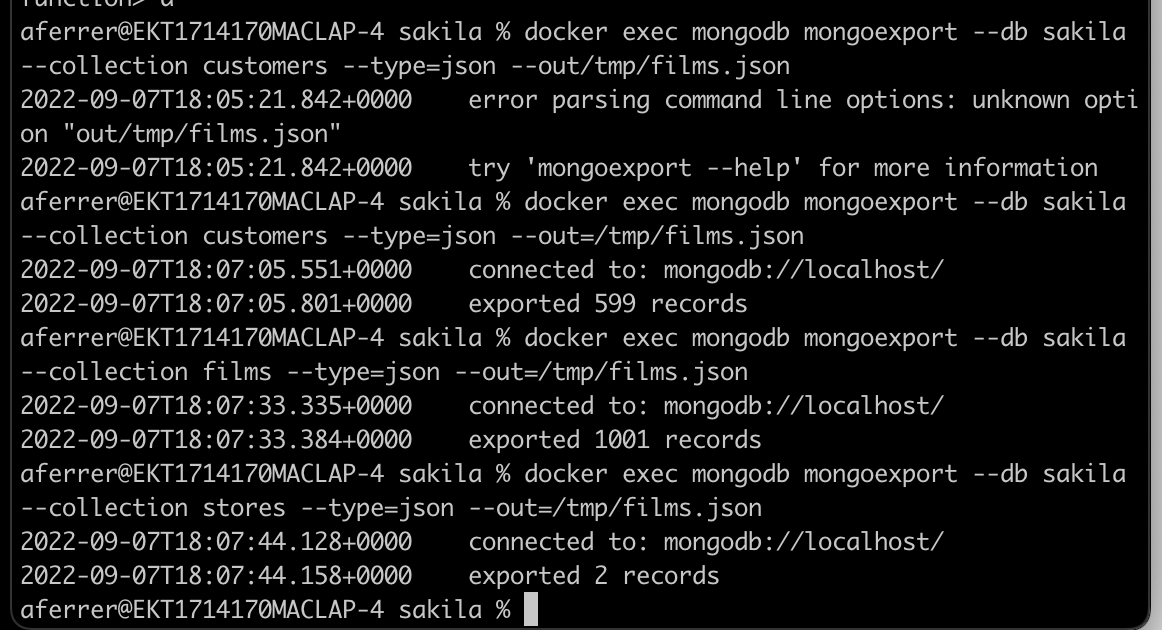 function> d
aferrer@EKT1714170MACLAP-4 sakila % docker exec mongodb mongoexport --db sakila
--collection customers --type=json --out/tmp/films.json
2022-09-07T18:05:21.842+0000    error parsing command line options: unknown opti
on "out/tmp/films.json"
2022-09-07T18:05:21.842+0000    try 'mongoexport --help' for more information
aferrer@EKT1714170MACLAP-4 sakila % docker exec mongodb mongoexport --db sakila
--collection customers --type=json --out=/tmp/films.json
2022-09-07T18:07:05.551+0000    connected to: mongodb://localhost/
2022-09-07T18:07:05.801+0000    exported 599 records
aferrer@EKT1714170MACLAP-4 sakila % docker exec mongodb mongoexport --db sakila
--collection films --type=json --out=/tmp/films.json
2022-09-07T18:07:33.335+0000    connected to: mongodb://localhost/
2022-09-07T18:07:33.384+0000    exported 1001 records
aferrer@EKT1714170MACLAP-4 sakila % docker exec mongodb mongoexport --db sakila
--collection stores --type=json --out=/tmp/films.json
2022-09-07T18:07:44.128+0000    connected to: mongodb://localhost/
2022-09-07T18:07:44.158+0000    exported 2 records
aferrer@EKT1714170MACLAP-4 sakila %